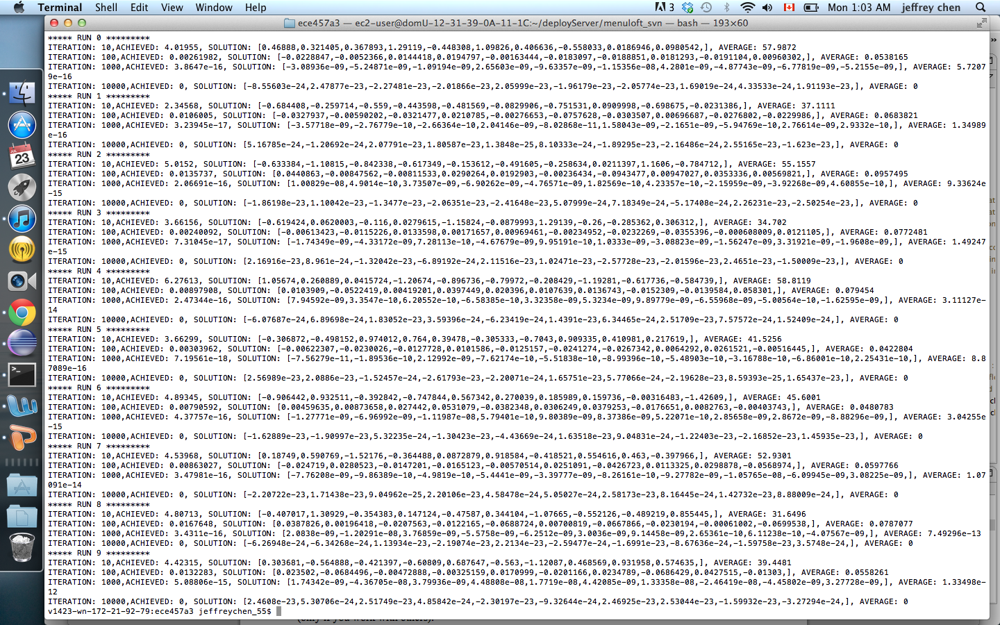 Terminal Shell Edit View Window Help 3 Mon 1:03 AM jeffrey chen
ece457a3 — ec2-user@domU-12-31-39-0A-11-1C:~/deployServer/menuloft_svn — bash — 193×60
***** RUN 0 *********
ITERATION: 10,ACHIEVED: 4.01955, SOLUTION: [0.46888,0.321405,0.367893,1.29119,-0.448308,1.09826,0.406636,-0.558033,0.0186946,0.0980542,], AVERAGE: 57.9872
ITERATION: 100,ACHIEVED: 0.00261982, SOLUTION: [-0.0228847,-0.0052366,0.0144418,0.0194797,-0.00163444,-0.0183097,-0.0188851,0.0181293,-0.0191104,0.00960302,], AVERAGE: 0.0538165
ITERATION: 1000,ACHIEVED: 3.8647e-16, SOLUTION: [-3.08936e-09,-5.24871e-09,-1.09194e-09,2.65603e-09,-9.63357e-09,-1.15356e-08,4.2801e-09,-4.87743e-09,-6.77819e-09,-5.2155e-09,], AVERAGE: 5.7207
9e-16
ITERATION: 10000,ACHIEVED: 0, SOLUTION: [-8.55603e-24,2.47877e-23,-2.27481e-23,-2.01866e-23,2.05999e-23,-1.96179e-23,-2.05774e-23,1.69019e-24,4.33533e-24,1.91193e-23,], AVERAGE: 0
***** RUN 1 *********
ITERATION: 10,ACHIEVED: 2.34568, SOLUTION: [-0.684408,-0.259714,-0.559,-0.443598,-0.481569,-0.0029906,-0.751531,0.0909998,-0.698675,-0.0231386,], AVERAGE: 37.1111
ITERATION: 100,ACHIEVED: 0.0106005, SOLUTION: [-0.0327937,-0.00590202,-0.0321477,0.0210785,-0.00276653,-0.0757628,-0.0303507,0.00696687,-0.0276802,-0.0229986,], AVERAGE: 0.0683821
ITERATION: 1000,ACHIEVED: 3.23945e-17, SOLUTION: [-3.57718e-09,-2.76779e-10,-2.66364e-10,2.04146e-09,-8.02868e-11,1.58043e-09,-2.1651e-09,-5.94769e-10,2.76614e-09,2.9332e-10,], AVERAGE: 1.34989
e-16
ITERATION: 10000,ACHIEVED: 0, SOLUTION: [5.16785e-24,-1.20692e-24,2.07791e-23,1.80587e-23,1.3302e-25,8.10333e-24,-1.89295e-23,-2.16486e-24,2.55165e-23,-1.623e-23,], AVERAGE: 0
***** RUN 2 *********
ITERATION: 10,ACHIEVED: 5.0152, SOLUTION: [-0.633384,-1.10815,-0.842338,-0.617349,-0.153612,-0.491605,-0.258634,0.0211397,1.1606,-0.784712,], AVERAGE: 55.1557
ITERATION: 100,ACHIEVED: 0.0135737, SOLUTION: [0.0440863,-0.00847562,-0.00811533,0.0290264,0.0192903,-0.00236434,-0.0943477,0.00947027,0.0353336,0.00569821,], AVERAGE: 0.0957495
ITERATION: 1000,ACHIEVED: 2.06691e-16, SOLUTION: [1.00829e-08,4.9014e-10,3.73507e-09,-6.90262e-09,-4.76571e-09,1.82569e-10,4.23357e-10,-2.15959e-09,-3.92268e-09,4.60855e-10,], AVERAGE: 9.33624e
-15
ITERATION: 10000,ACHIEVED: 0, SOLUTION: [-1.86198e-23,1.10042e-23,-1.3477e-23,-2.06351e-23,-2.41648e-23,5.07999e-24,7.18349e-24,-5.17408e-24,2.26231e-23,-2.50254e-23,], AVERAGE: 0
***** RUN 3 *********
ITERATION: 10,ACHIEVED: 3.66156, SOLUTION: [-0.619424,0.0620003,-0.116,0.0279615,-1.15824,-0.0879993,1.29139,-0.26,-0.285362,0.306312,], AVERAGE: 34.702
ITERATION: 100,ACHIEVED: 0.00240092, SOLUTION: [-0.00613423,-0.0115226,0.0133598,0.00171657,0.00969461,-0.00234952,-0.0232269,-0.0355396,-0.000608009,0.0121105,], AVERAGE: 0.0772481
ITERATION: 1000,ACHIEVED: 7.31045e-17, SOLUTION: [-1.74349e-09,-4.33172e-09,7.28113e-10,-4.67679e-09,9.95191e-10,1.0333e-09,-3.08823e-09,-1.56247e-09,3.31921e-09,-1.9608e-09,], AVERAGE: 1.49247
e-15
ITERATION: 10000,ACHIEVED: 0, SOLUTION: [2.16916e-23,8.961e-24,-1.32042e-23,-6.89192e-24,2.11516e-23,1.02471e-23,-2.57728e-23,-2.01596e-23,2.4651e-23,-1.50009e-23,], AVERAGE: 0
***** RUN 4 *********
ITERATION: 10,ACHIEVED: 6.27613, SOLUTION: [1.05674,0.260889,0.0415724,-1.20674,-0.896736,-0.79972,-0.208429,-1.19281,-0.617736,-0.584739,], AVERAGE: 58.8119
ITERATION: 100,ACHIEVED: 0.00897808, SOLUTION: [0.0103909,-0.0522419,0.00419201,0.0397449,0.020396,0.0107639,0.0136743,-0.0152309,-0.0139584,0.058301,], AVERAGE: 0.079454
ITERATION: 1000,ACHIEVED: 2.47344e-16, SOLUTION: [7.94592e-09,3.3547e-10,6.20552e-10,-6.58385e-10,3.32358e-09,5.3234e-09,9.89779e-09,-6.55968e-09,-5.00564e-10,-1.62595e-09,], AVERAGE: 3.11127e-
14
ITERATION: 10000,ACHIEVED: 0, SOLUTION: [-6.07687e-24,6.89698e-24,1.83052e-23,3.59396e-24,-6.23419e-24,1.4391e-23,6.34465e-24,2.51709e-23,7.57572e-24,1.52409e-24,], AVERAGE: 0
***** RUN 5 *********
ITERATION: 10,ACHIEVED: 3.66299, SOLUTION: [-0.306872,-0.498152,0.974012,0.764,0.39478,-0.305336,-0.7043,0.909335,0.410981,0.217619,], AVERAGE: 41.5256
ITERATION: 100,ACHIEVED: 0.00303962, SOLUTION: [-0.00622307,-0.0230026,-0.0127728,0.0101586,-0.0125157,-0.0241274,-0.0267342,0.0064292,0.0261521,-0.00516445,], AVERAGE: 0.0422804
ITERATION: 1000,ACHIEVED: 7.19561e-18, SOLUTION: [-7.56279e-11,-1.89536e-10,2.12992e-09,-7.62174e-10,-5.51838e-10,-8.99396e-10,-5.48903e-10,-3.16788e-10,-6.86001e-10,2.25431e-10,], AVERAGE: 8.8
7089e-16
ITERATION: 10000,ACHIEVED: 0, SOLUTION: [2.56989e-23,2.0886e-23,-1.52457e-24,-2.61793e-23,-2.20071e-24,1.65751e-23,5.77066e-24,-2.19628e-23,8.59393e-25,1.65437e-23,], AVERAGE: 0
***** RUN 6 *********
ITERATION: 10,ACHIEVED: 4.89345, SOLUTION: [-0.906442,0.932511,-0.392842,-0.747844,0.567342,0.270039,0.185989,0.159736,-0.00316483,-1.42609,], AVERAGE: 45.6001
ITERATION: 100,ACHIEVED: 0.00790592, SOLUTION: [0.00459635,0.00873658,0.027442,0.0531079,-0.0382348,0.0306249,0.0379253,-0.0176651,0.0082763,-0.00403743,], AVERAGE: 0.0480783
ITERATION: 1000,ACHIEVED: 4.37757e-16, SOLUTION: [-1.27771e-09,-6.96992e-09,-1.11987e-08,5.79401e-10,9.80389e-09,8.37386e-09,5.22071e-10,2.85658e-09,2.8672e-09,-8.88296e-09,], AVERAGE: 3.04255e
-15
ITERATION: 10000,ACHIEVED: 0, SOLUTION: [-1.62889e-23,-1.90997e-23,5.32235e-24,-1.30423e-23,-4.45369e-24,1.63518e-23,9.04831e-24,-1.22403e-23,-2.16852e-23,1.45935e-23,], AVERAGE: 0
***** RUN 7 *********
ITERATION: 10,ACHIEVED: 4.53968, SOLUTION: [0.18749,0.590769,-1.52176,-0.364488,0.0872879,0.918584,-0.418521,0.554616,0.463,-0.397966,], AVERAGE: 52.9301
ITERATION: 100,ACHIEVED: 0.00863027, SOLUTION: [-0.024719,0.0280523,-0.0147201,-0.0165123,-0.00570514,0.0251091,-0.0426723,0.0113325,0.0298878,-0.0568974,], AVERAGE: 0.0597766
ITERATION: 1000,ACHIEVED: 3.47981e-16, SOLUTION: [-7.76208e-09,-9.86389e-10,-4.9819e-10,-5.4441e-09,-3.39777e-09,-8.26161e-10,-9.27782e-09,-1.05765e-08,-6.09945e-09,3.08225e-09,], AVERAGE: 1.07
091e-14
ITERATION: 10000,ACHIEVED: 0, SOLUTION: [-2.20722e-23,1.71438e-23,9.04962e-25,2.20106e-23,4.58478e-24,5.05027e-24,2.58173e-23,8.16445e-24,1.42732e-23,8.88009e-24,], AVERAGE: 0
***** RUN 8 *********
ITERATION: 10,ACHIEVED: 4.80713, SOLUTION: [-0.407017,1.30929,-0.354383,0.147124,-0.47587,0.344104,-1.07665,-0.552126,-0.489219,0.855445,], AVERAGE: 31.6496
ITERATION: 100,ACHIEVED: 0.0167648, SOLUTION: [0.0387826,0.00196418,-0.0207563,-0.0122165,-0.0688724,0.00700819,-0.0667866,-0.0230194,-0.00061002,-0.0699538,], AVERAGE: 0.0787077
ITERATION: 1000,ACHIEVED: 3.4311e-16, SOLUTION: [2.0838e-09,-1.20291e-08,3.76859e-09,-5.5758e-09,-6.2512e-09,3.0036e-09,9.14458e-09,2.65361e-10,6.11238e-10,-4.07567e-09,], AVERAGE: 7.49296e-13
ITERATION: 10000,ACHIEVED: 0, SOLUTION: [-6.26948e-24,-6.34268e-24,1.13934e-23,-2.19074e-23,2.2134e-23,-2.59477e-24,-1.6991e-23,-8.67636e-24,-1.59758e-23,3.5748e-24,], AVERAGE: 0
***** RUN 9 *********
ITERATION: 10,ACHIEVED: 4.42315, SOLUTION: [0.303681,-0.564888,-0.421397,-0.60809,0.687647,-0.563,-1.12087,0.468569,0.931958,0.574635,], AVERAGE: 39.4481
ITERATION: 100,ACHIEVED: 0.0132283, SOLUTION: [0.023502,-0.0684496,-0.00472888,-0.00325159,0.0170999,-0.0201166,0.0234789,-0.0686429,0.0427515,-0.01303,], AVERAGE: 0.0558261
ITERATION: 1000,ACHIEVED: 5.08806e-15, SOLUTION: [1.74342e-09,-4.36705e-08,3.79936e-09,4.48808e-08,1.7719e-08,4.42085e-09,1.33358e-08,-2.46419e-08,-4.45802e-09,3.27728e-09,], AVERAGE: 1.33498e-
12
ITERATION: 10000,ACHIEVED: 0, SOLUTION: [2.4608e-23,5.30706e-24,2.51749e-23,4.85842e-24,-2.30197e-23,-9.32644e-24,2.46925e-23,2.53044e-23,-1.59932e-23,-3.27294e-24,], AVERAGE: 0
v1423-wn-172-21-92-79:ece457a3 jeffreychen_55$
JUL
23